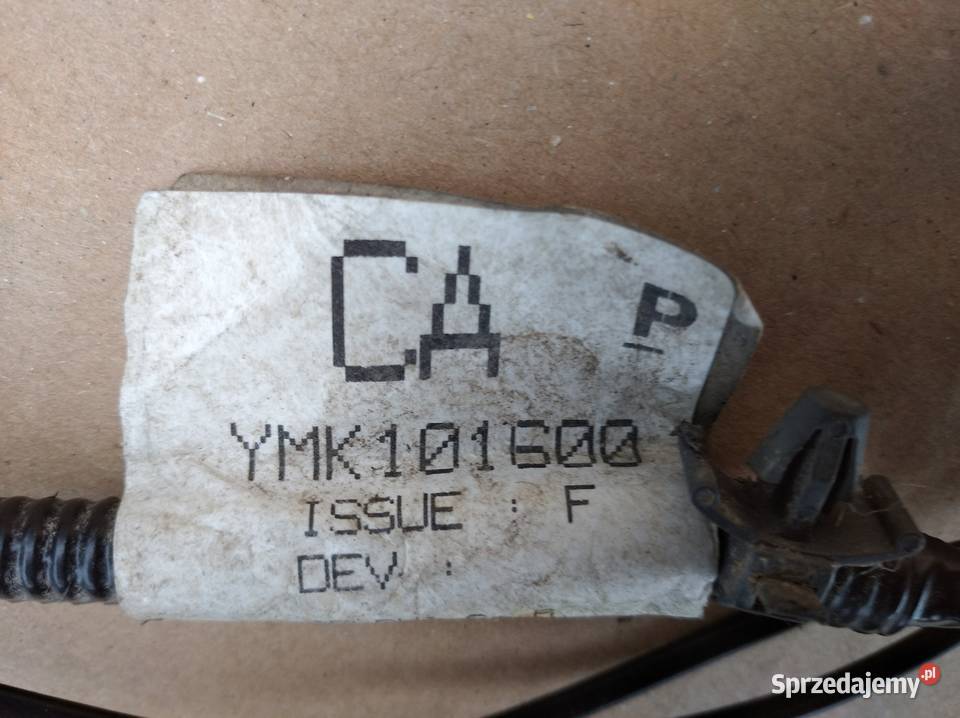 CA
P
YMK101600
ISSUE : F
DEV :
Sprzedajemy.pl